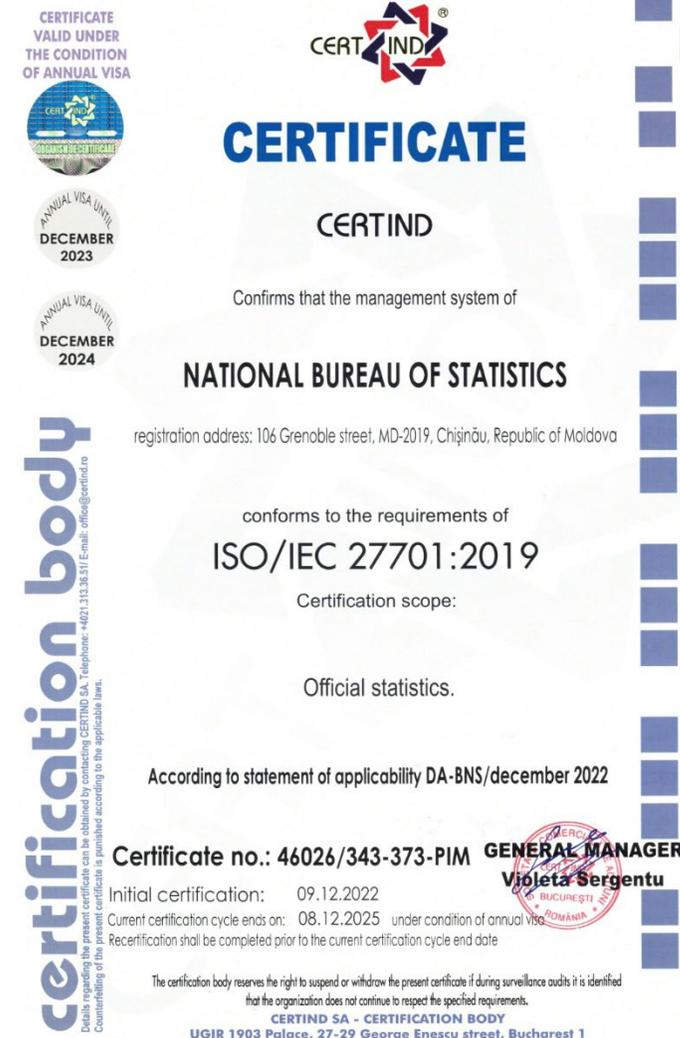 CERTIFICATE
VALID UNDER
THE CONDITION
OF ANNUAL VISA
CERT IND®
CERT IND®
ORGANISM DE CERTIFICARE
CERTIFICATE
CERTIND
ANNUAL VISA UNTIL
DECEMBER
2023
Confirms that the management system of
ANNUAL VISA UNTIL
DECEMBER
2024
NATIONAL BUREAU OF STATISTICS
registration address: 106 Grenoble street, MD-2019, Chişinău, Republic of Moldova
conforms to the requirements of
ISO/IEC 27701:2019
Certification scope:
Official statistics.
According to statement of applicability DA-BNS/december 2022
certification body
Details regarding the present certificate can be obtained by contacting CERTIND SA. Telephone: +4021.313.36.51/ E-mail: office@certind.ro
Counterfeiting of the present certificate is punished according to the applicable laws.
Certificate no.: 46026/343-373-PIM
GENERAL MANAGER
Violeta Sergentu
CERT IND
BUCUREŞTI
ROMÂNIA
Initial certification: 09.12.2022
Current certification cycle ends on: 08.12.2025 under condition of annual visa
Recertification shall be completed prior to the current certification cycle end date
The certification body reserves the right to suspend or withdraw the present certificate if during surveillance audits it is identified
that the organization does not continue to respect the specified requirements.
CERTIND SA - CERTIFICATION BODY
UGIR 1903 Palace, 27-29 George Enescu street, Bucharest 1